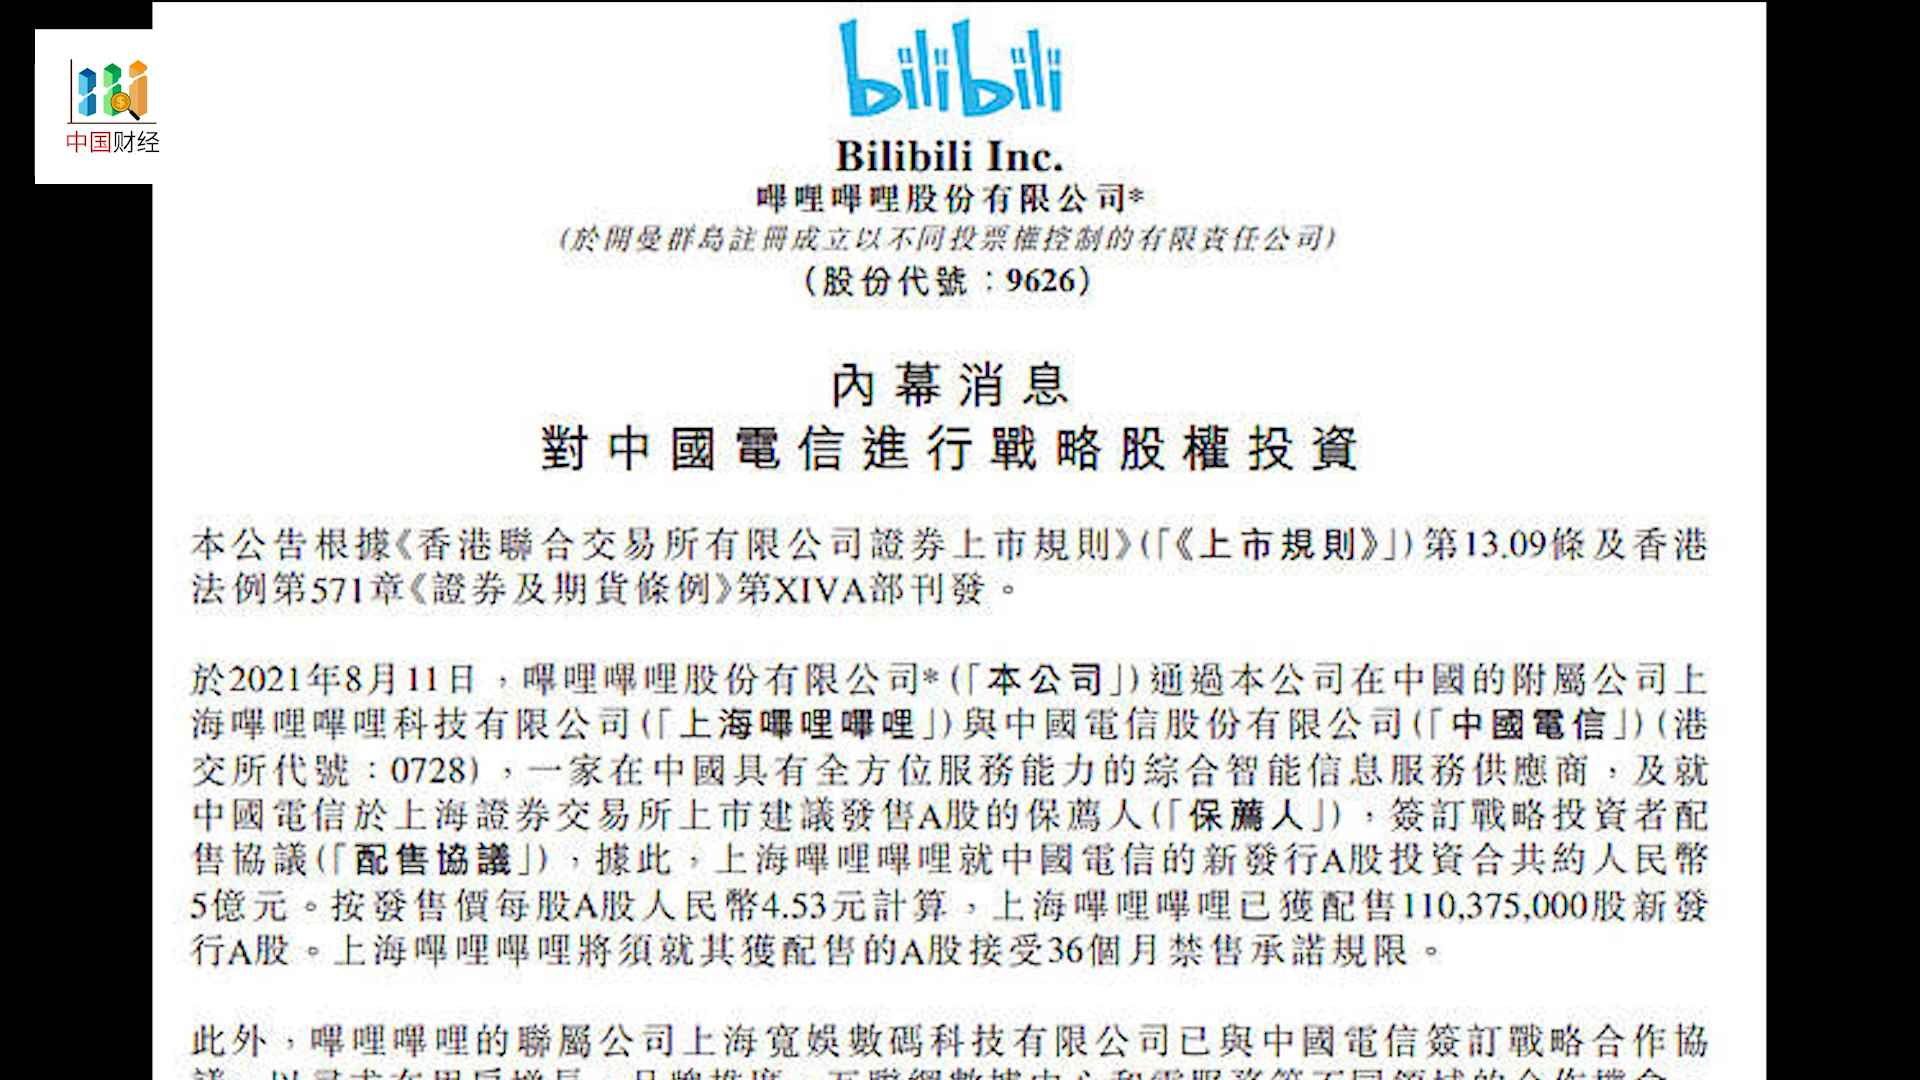 中国财经
bilibili
Bilibili Inc.
嗶哩嗶哩股份有限公司*
(於開曼群島註冊成立以不同投票權控制的有限責任公司)
(股份代號：9626)
內幕消息
對中國電信進行戰略股權投資
本公告根據《香港聯合交易所有限公司證券上市規則》(「《上市規則》」)第13.09條及香港
法例第571章《證券及期貨條例》第XIVA部刊發。
於2021年8月11日，嗶哩嗶哩股份有限公司*(「本公司」)通過本公司在中國的附屬公司上
海嗶哩嗶哩科技有限公司(「上海嗶哩嗶哩」)與中國電信股份有限公司(「中國電信」)(港
交所代號：0728)，一家在中國具有全方位服務能力的綜合智能信息服務供應商，及就
中國電信於上海證券交易所上市建議發售A股的保薦人(「保薦人」)，簽訂戰略投資者配
售協議(「配售協議」)，據此，上海嗶哩嗶哩就中國電信的新發行A股投資合共約人民幣
5億元。按發售價每股A股人民幣4.53元計算，上海嗶哩嗶哩已獲配售110,375,000股新發
行A股。上海嗶哩嗶哩將須就其獲配售的A股接受36個月禁售承諾規限。
此外，嗶哩嗶哩的聯屬公司上海寬娛數碼科技有限公司已與中國電信簽訂戰略合作協